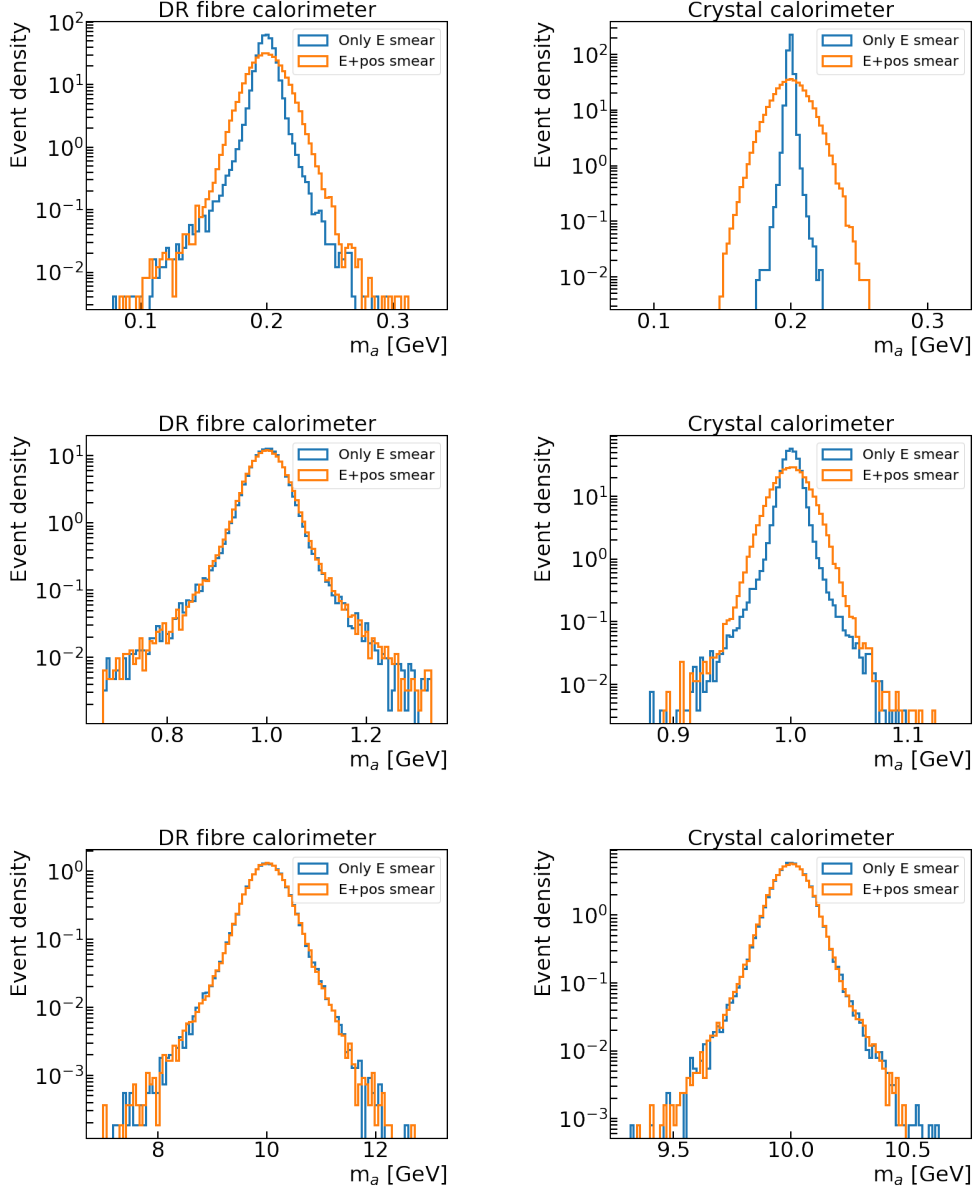 DR fibre calorimeter
Event density
10^2
10^1
10^0
10^-1
10^-2
Only E smear
E+pos smear
0.1 0.2 0.3
m_a [GeV]
Crystal calorimeter
Event density
10^2
10^1
10^0
10^-1
10^-2
Only E smear
E+pos smear
0.1 0.2 0.3
m_a [GeV]
DR fibre calorimeter
Event density
10^1
10^0
10^-1
10^-2
Only E smear
E+pos smear
0.8 1.0 1.2
m_a [GeV]
Crystal calorimeter
Event density
10^1
10^0
10^-1
10^-2
Only E smear
E+pos smear
0.9 1.0 1.1
m_a [GeV]
DR fibre calorimeter
Event density
10^0
10^-1
10^-2
10^-3
Only E smear
E+pos smear
8 10 12
m_a [GeV]
Crystal calorimeter
Event density
10^0
10^-1
10^-2
10^-3
Only E smear
E+pos smear
9.5 10.0 10.5
m_a [GeV]